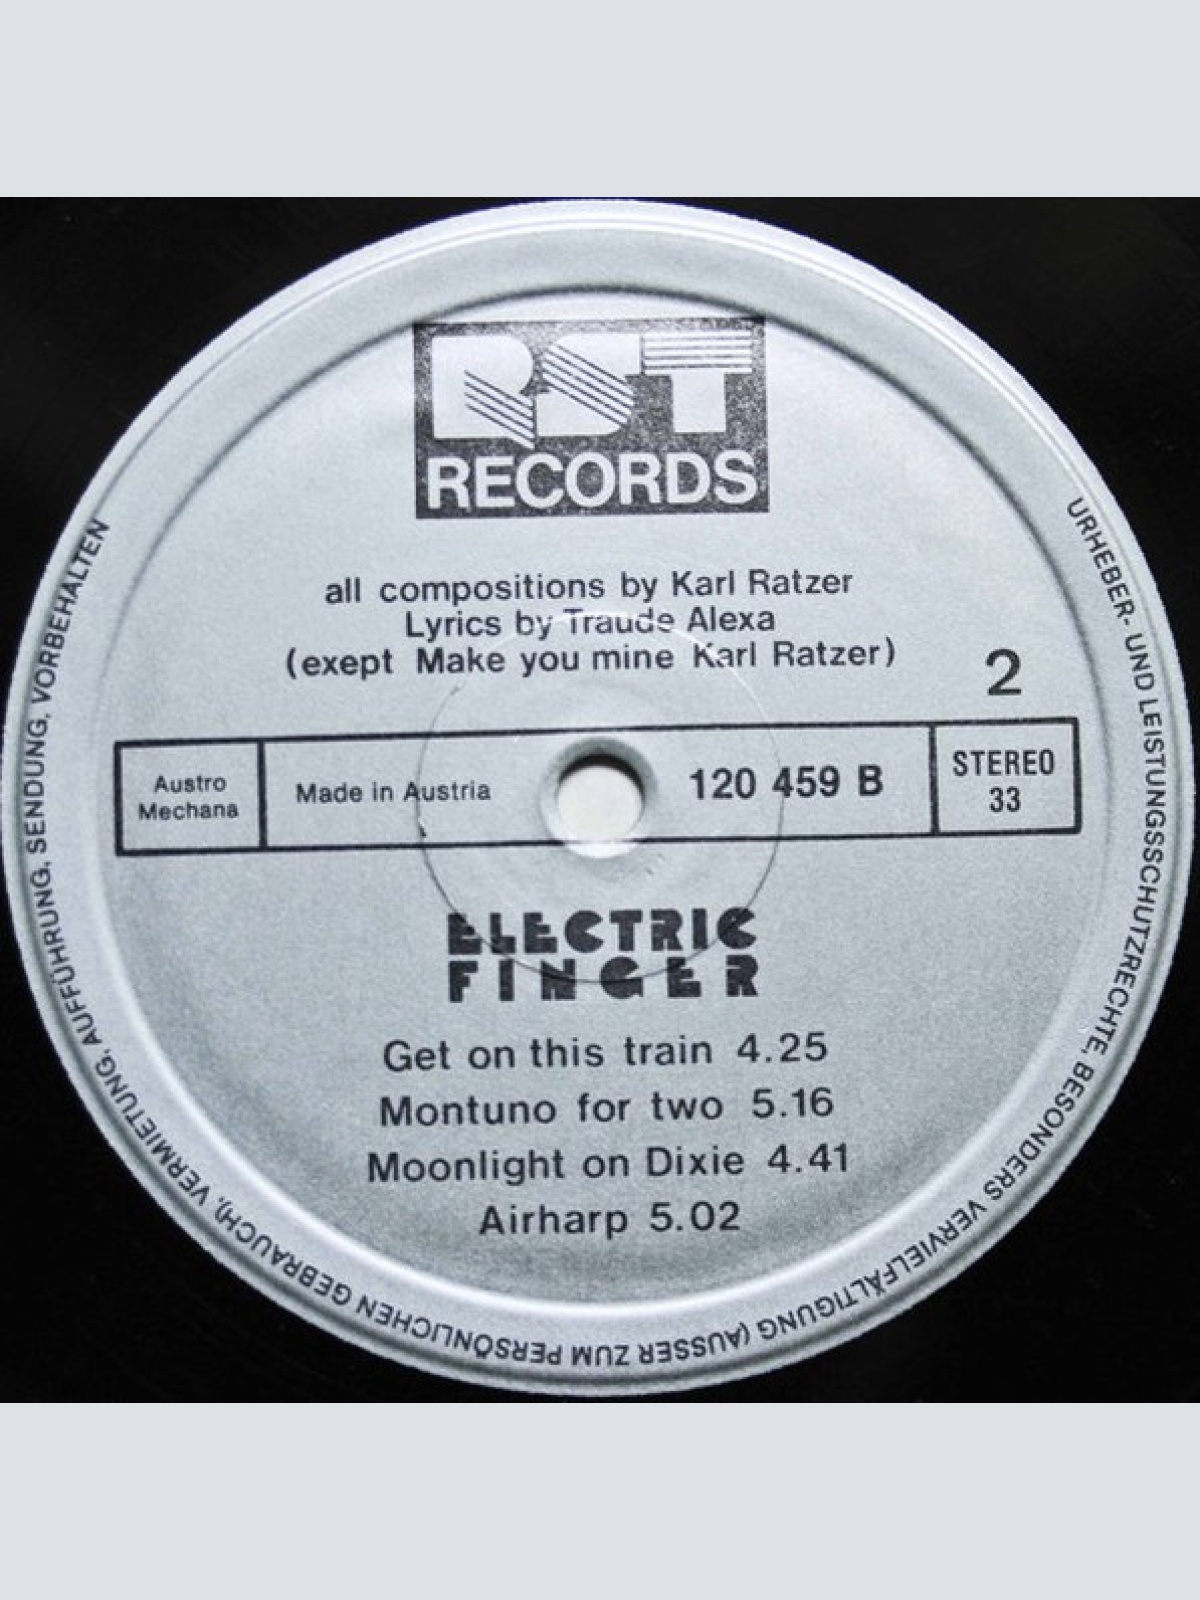 RST
RECORDS
all compositions by Karl Ratzer
Lyrics by Traude Alexa
(exept Make you mine Karl Ratzer)
2
Austro
Mechana
Made in Austria
120 459 B
STEREO
33
ELECTRIC
FINGER
Get on this train 4.25
Montuno for two 5.16
Moonlight on Dixie 4.41
Airharp 5.02
URHEBER- UND LEISTUNGSSCHUTZRECHTE, BESONDERS VERVIELFÄLTIGUNG (AUSSER ZUM PERSÖNLICHEN GEBRAUCH), VERMIETUNG, AUFFÜHRUNG, SENDUNG, VORBEHALTEN